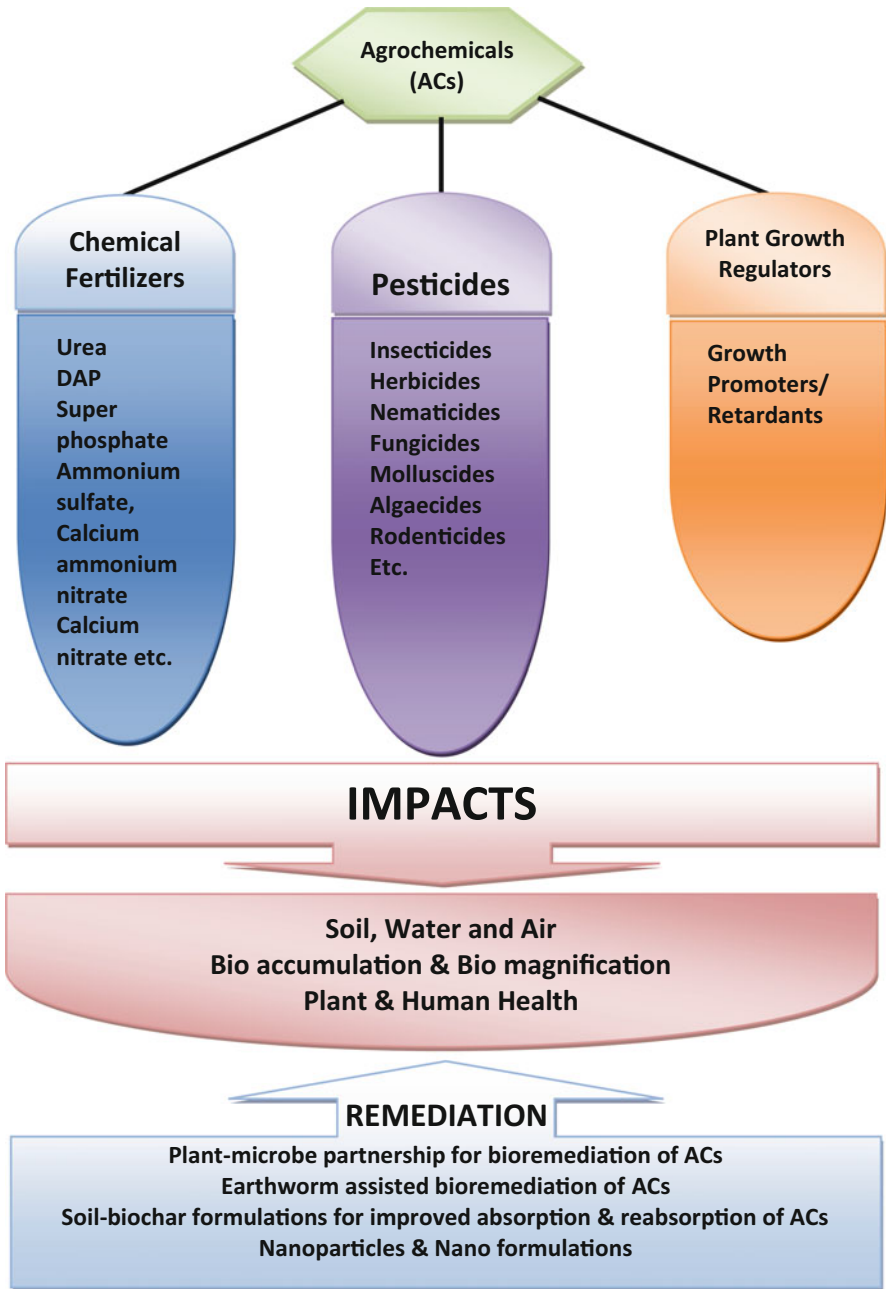 Agrochemicals
(ACs)
Chemical
Fertilizers
Urea
DAP
Super
phosphate
Ammonium
sulfate,
Calcium
ammonium
nitrate
Calcium
nitrate etc.
Pesticides
Insecticides
Herbicides
Nematicides
Fungicides
Molluscides
Algaecides
Rodenticides
Etc.
Plant Growth
Regulators
Growth
Promoters/
Retardants
IMPACTS
Soil, Water and Air
Bio accumulation & Bio magnification
Plant & Human Health
REMEDIATION
Plant-microbe partnership for bioremediation of ACs
Earthworm assisted bioremediation of ACs
Soil-biochar formulations for improved absorption & reabsorption of ACs
Nanoparticles & Nano formulations